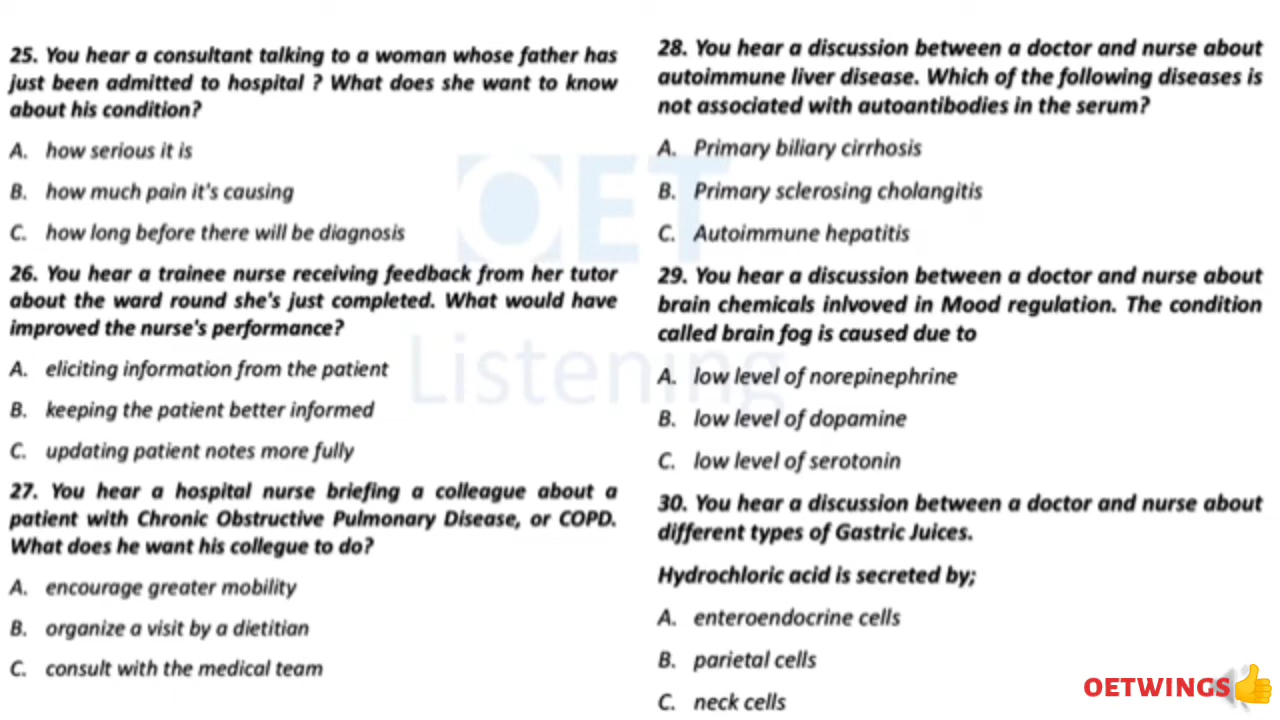 25. You hear a consultant talking to a woman whose father has
just been admitted to hospital ? What does she want to know
about his condition?
A. how serious it is
B. how much pain it's causing
C. how long before there will be diagnosis
26. You hear a trainee nurse receiving feedback from her tutor
about the ward round she's just completed. What would have
improved the nurse's performance?
A. eliciting information from the patient
B. keeping the patient better informed
C. updating patient notes more fully
27. You hear a hospital nurse briefing a colleague about a
patient with Chronic Obstructive Pulmonary Disease, or COPD.
What does he want his collegue to do?
A. encourage greater mobility
B. organize a visit by a dietitian
C. consult with the medical team
28. You hear a discussion between a doctor and nurse about
autoimmune liver disease. Which of the following diseases is
not associated with autoantibodies in the serum?
A. Primary biliary cirrhosis
B. Primary sclerosing cholangitis
C. Autoimmune hepatitis
29. You hear a discussion between a doctor and nurse about
brain chemicals inlvoved in Mood regulation. The condition
called brain fog is caused due to
A. low level of norepinephrine
B. low level of dopamine
C. low level of serotonin
30. You hear a discussion between a doctor and nurse about
different types of Gastric Juices.
Hydrochloric acid is secreted by;
A. enteroendocrine cells
B. parietal cells
C. neck cells
OET
Listening
OETWINGS